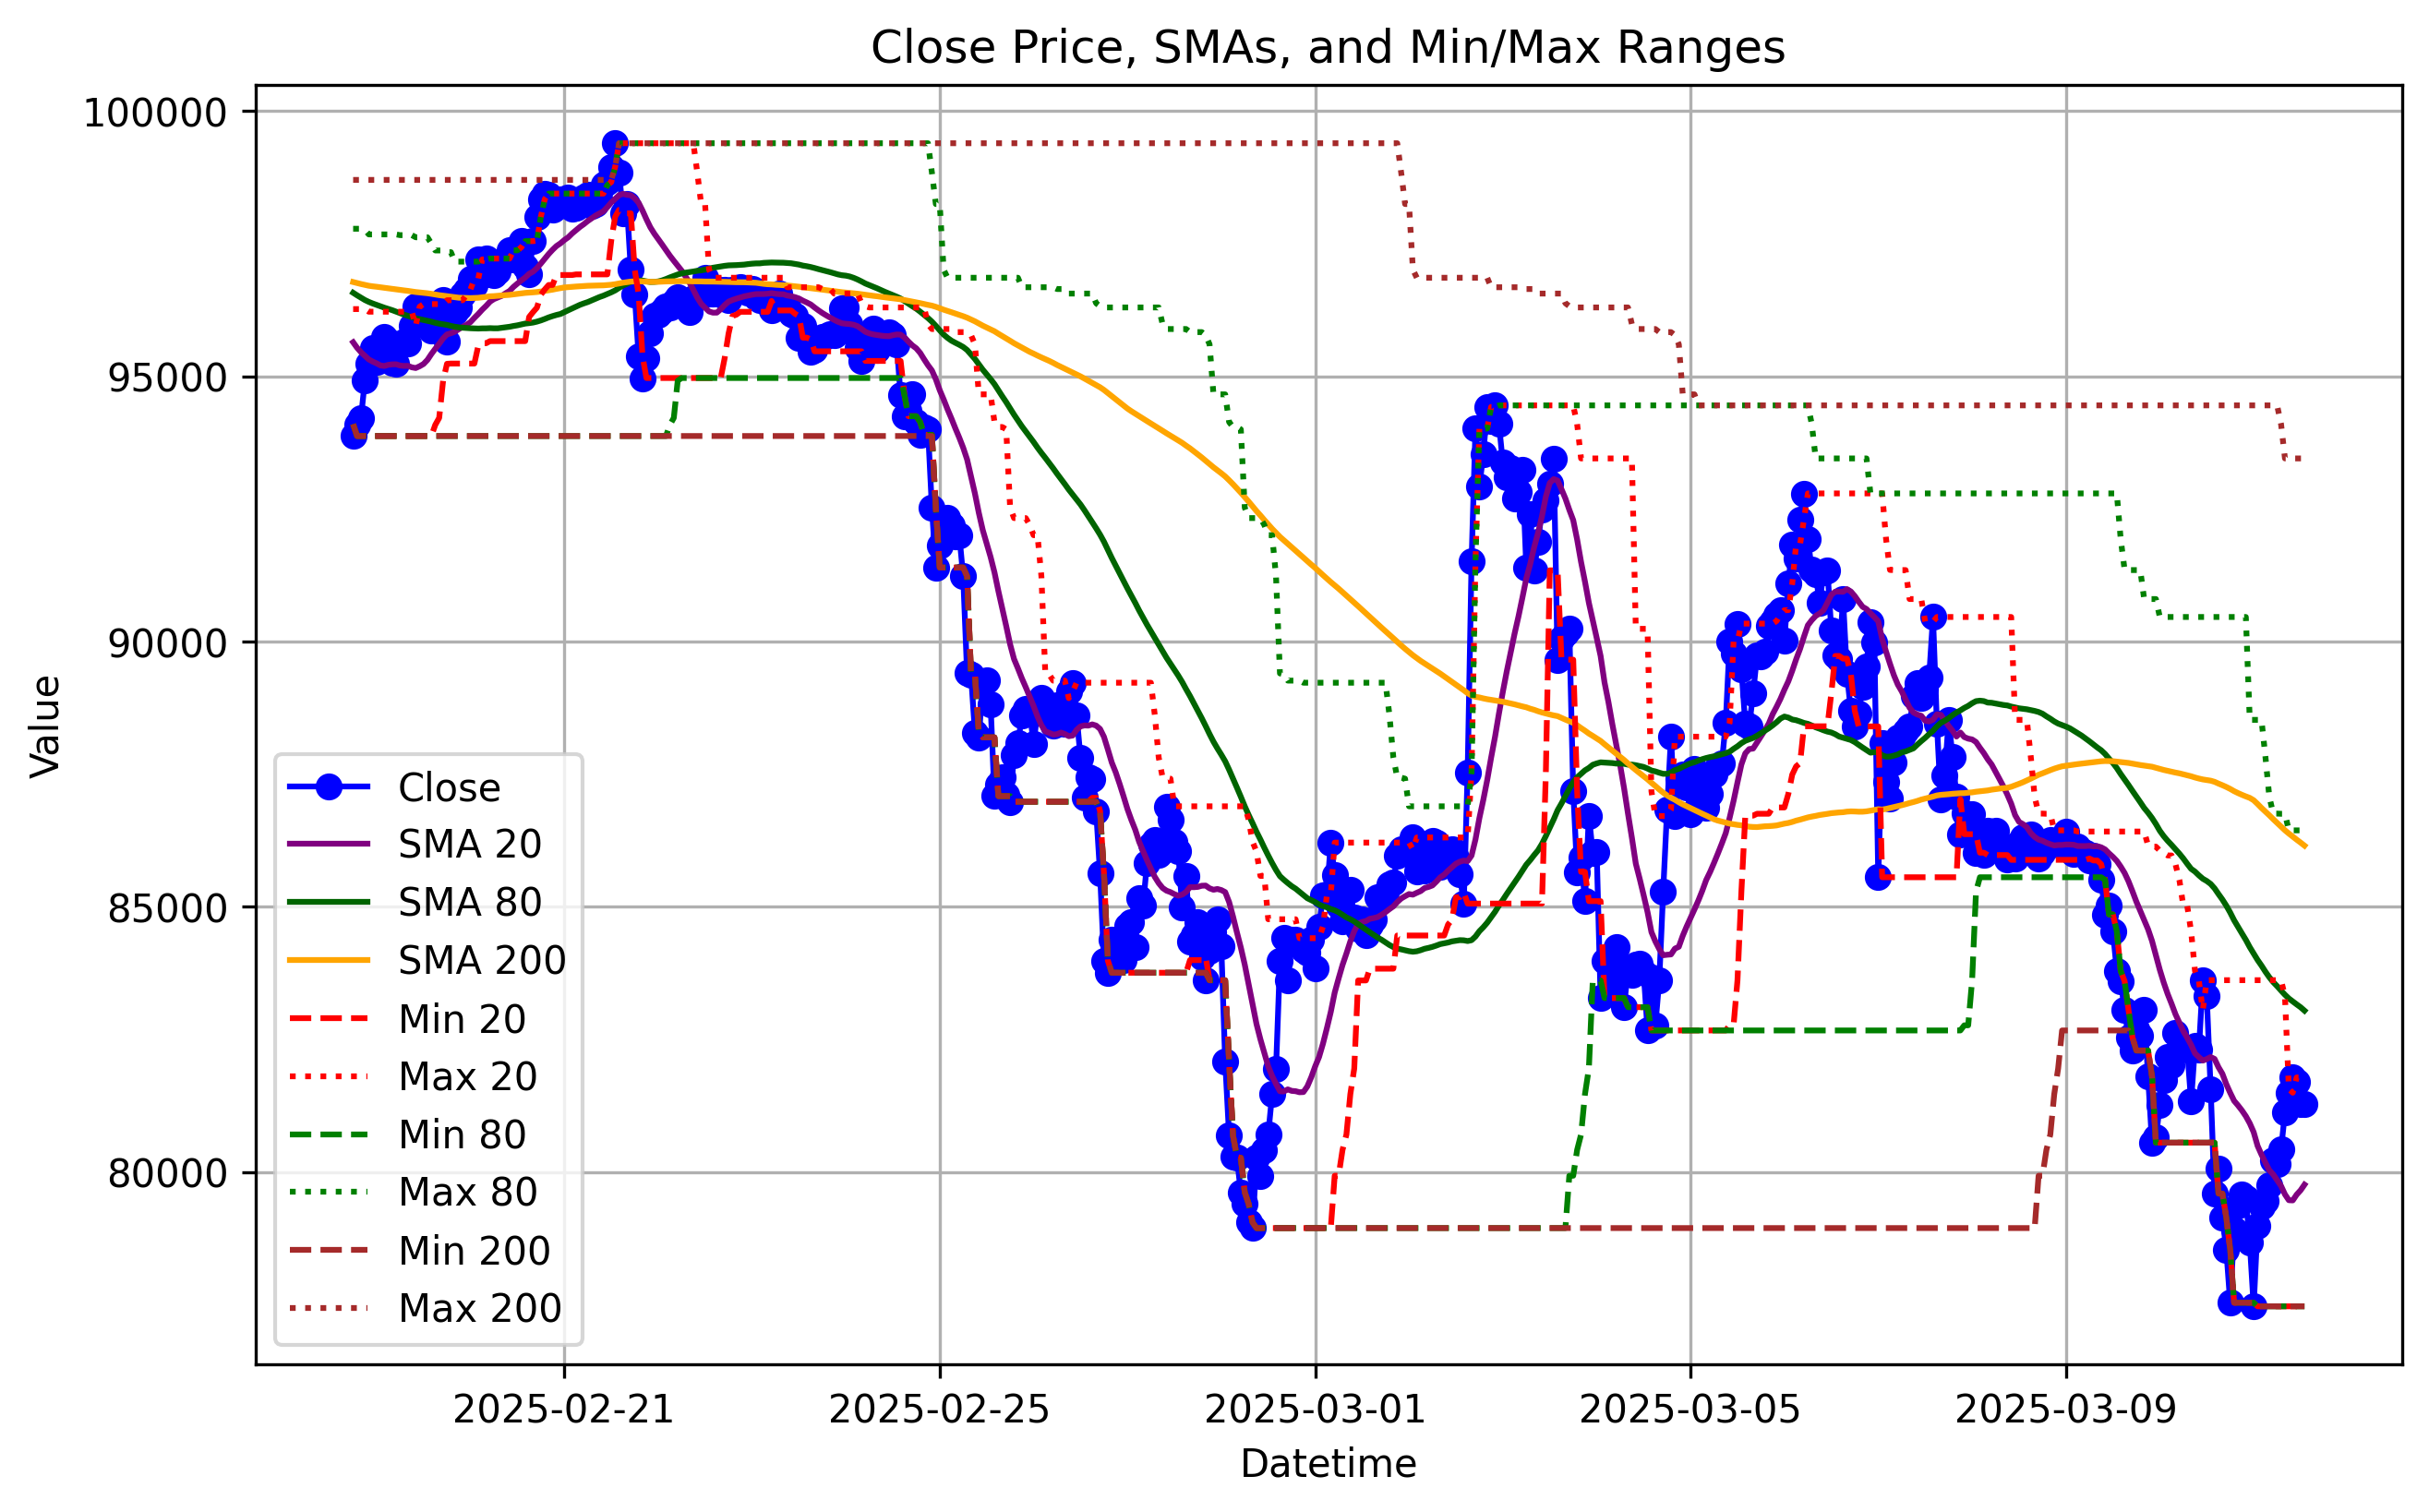 Close Price, SMAs, and Min/Max Ranges
100000
95000
90000
85000
80000
Value
Close
SMA 20
SMA 80
SMA 200
Min 20
Max 20
Min 80
Max 80
Min 200
Max 200
2025-02-21
2025-02-25
2025-03-01
2025-03-05
2025-03-09
Datetime